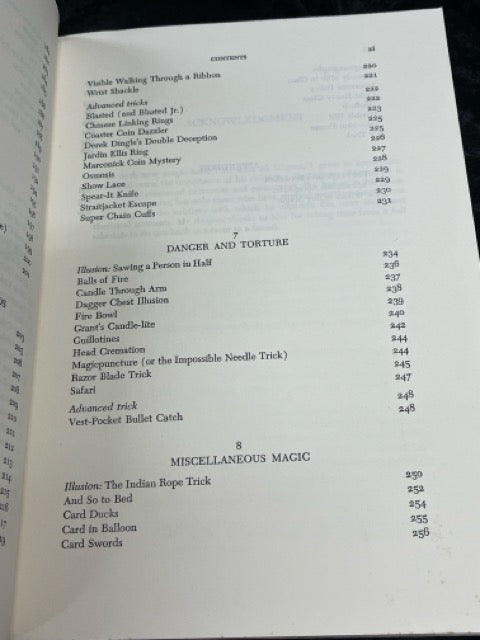 CONTENTS xi
Visible Walking Through a Ribbon 220
Wrist Shackle 221
Advanced tricks 222
Blasted (and Blasted Jr.) 222
Chinese Linking Rings 223
Coaster Coin Dazzler 225
Derek Dingle's Double Deception 225
Jardin Ellis Ring 226
Marconick Coin Mystery 227
Osmosis 228
Show Lace 229
Spear-It Knife 229
Straitjacket Escape 230
Super Chain Cuffs 231
7
DANGER AND TORTURE
Illusion: Sawing a Person in Half 234
Balls of Fire 236
Candle Through Arm 237
Dagger Chest Illusion 238
Fire Bowl 239
Grant's Candle-lite 240
Guillotines 242
Head Cremation 244
Magicpuncture (or the Impossible Needle Trick) 244
Razor Blade Trick 245
Safari 247
Advanced trick 248
Vest-Pocket Bullet Catch 248
8
MISCELLANEOUS MAGIC
Illusion: The Indian Rope Trick 250
And So to Bed 252
Card Ducks 254
Card in Balloon 255
Card Swords 256